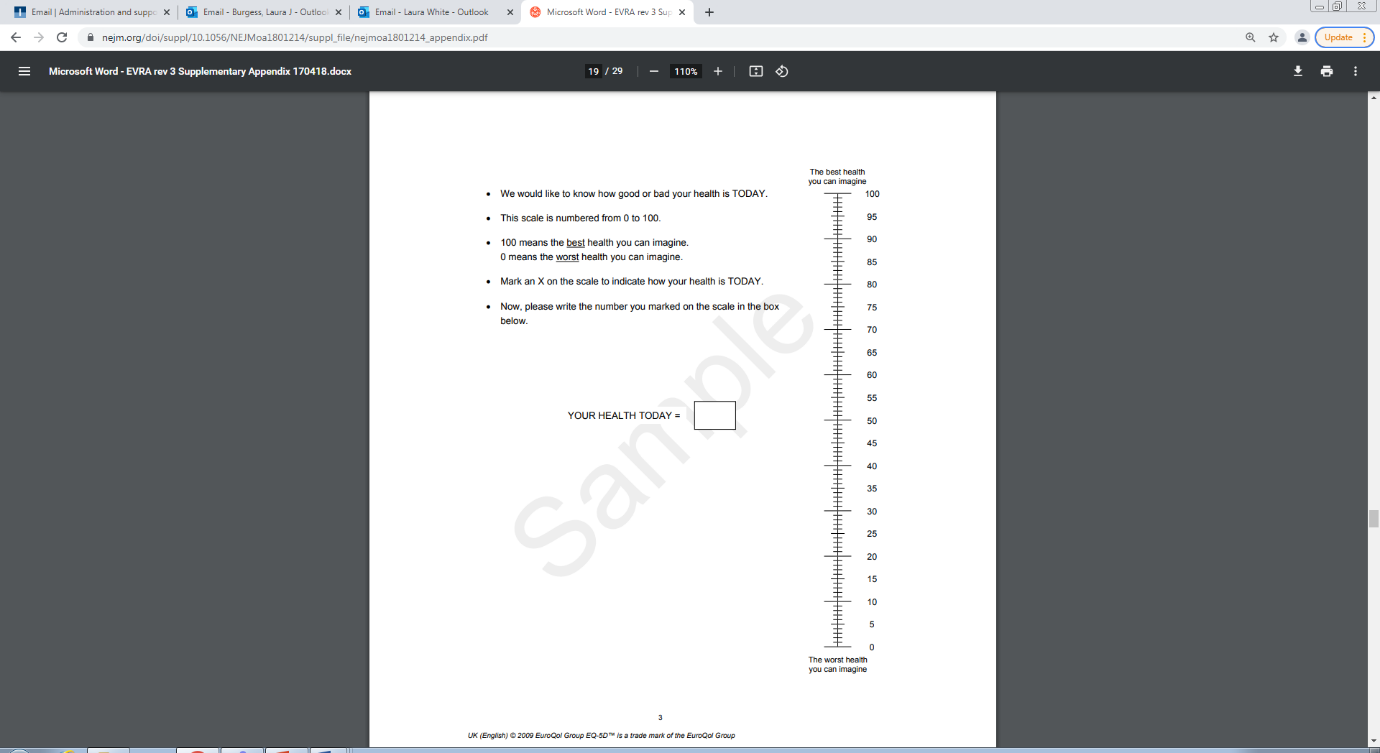 Email | Administration and suppo
Email - Burgess, Laura J - Outlool
Email - Laura White - Outlook
Microsoft Word - EVRA rev 3 Sup
nejm.org/doi/suppl/10.1056/NEJMoa1801214/suppl_file/nejmoa1801214_appendix.pdf
Update
Microsoft Word - EVRA rev 3 Supplementary Appendix 170418.docx
19 / 29
110%
The best health
you can imagine
We would like to know how good or bad your health is TODAY.
This scale is numbered from 0 to 100.
100 means the best health you can imagine.
0 means the worst health you can imagine.
Mark an X on the scale to indicate how your health is TODAY.
Now, please write the number you marked on the scale in the box
below.
YOUR HEALTH TODAY =
Sample
100
95
90
85
80
75
70
65
60
55
50
45
40
35
30
25
20
15
10
5
0
The worst health
you can imagine
3
UK (English) © 2009 EuroQol Group EQ-5D™ is a trade mark of the EuroQol Group